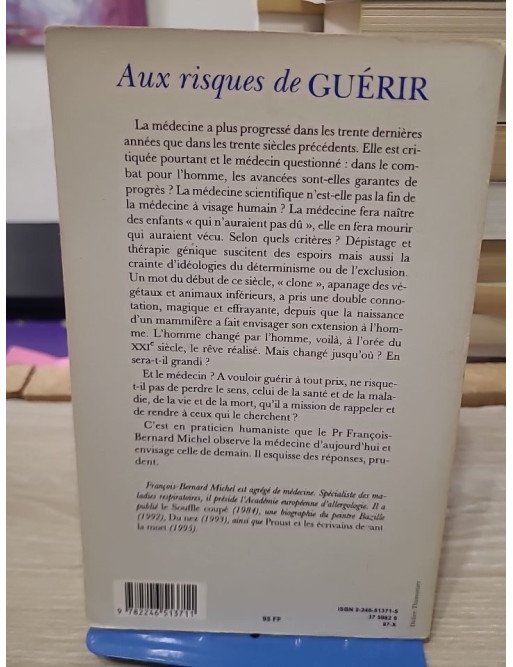 Aux risques de GUÉRIR
La médecine a plus progressé dans les trente dernières
années que dans les trente siècles précédents. Elle est cri-
tiquée pourtant et le médecin questionné : dans le com-
bat pour l'homme, les avancées sont-elles garantes de
progrès ? La médecine scientifique n'est-elle pas la fin de
la médecine à visage humain ? La médecine fera naître
des enfants « qui n'auraient pas dû », elle en fera mourir
qui auraient vécu. Selon quels critères ? Dépistage et
thérapie génique suscitent des espoirs mais aussi la
crainte d'idéologies du déterminisme ou de l'exclusion.
Un mot du début de ce siècle, « clone », apanage des vé-
gétaux et animaux inférieurs, a pris une double conno-
tation, magique et effrayante, depuis que la naissance
d'un mammifère a fait envisager son extension à l'hom-
me. L'homme changé par l'homme, voilà, à l'orée du
XXIe siècle, le rêve réalisé. Mais changé jusqu'où ? En
sera-t-il grandi ?
Et le médecin ? A vouloir guérir à tout prix, ne risque-
t-il pas de perdre le sens, celui de la santé et de la mala-
die, de la vie et de la mort, qu'il a mission de rappeler et
de rendre à ceux qui le cherchent ?
C'est en praticien humaniste que le Pr François-
Bernard Michel observe la médecine d'aujourd'hui et
envisage celle de demain. Il esquisse des réponses, pru-
dent.
François-Bernard Michel est agrégé de médecine. Spécialiste des ma-
ladies respiratoires, il préside l'Académie européenne d'allergologie. Il a
publié le Souffle coupé (1984), une biographie du peintre Bazille
(1992), Du nez (1993), ainsi que Proust et les écrivains devant
la mort (1995).
9 782246 513711
95 FF
ISBN 2-246-51371-5
97-X